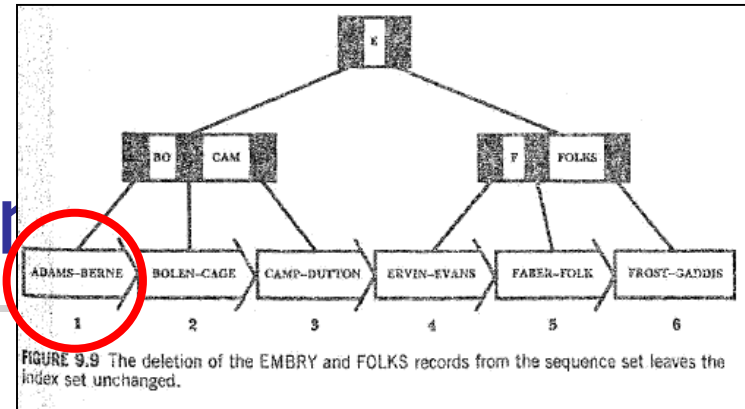 E
BO CAM F FOLKS
ADAMS-BERNE BOLEN-CAGE CAMP-DUTTON ERVIN-EVANS FABER-FOLK FROST-GADDIS
1 2 3 4 5 6
FIGURE 9.9 The deletion of the EMBRY and FOLKS records from the sequence set leaves the
index set unchanged.